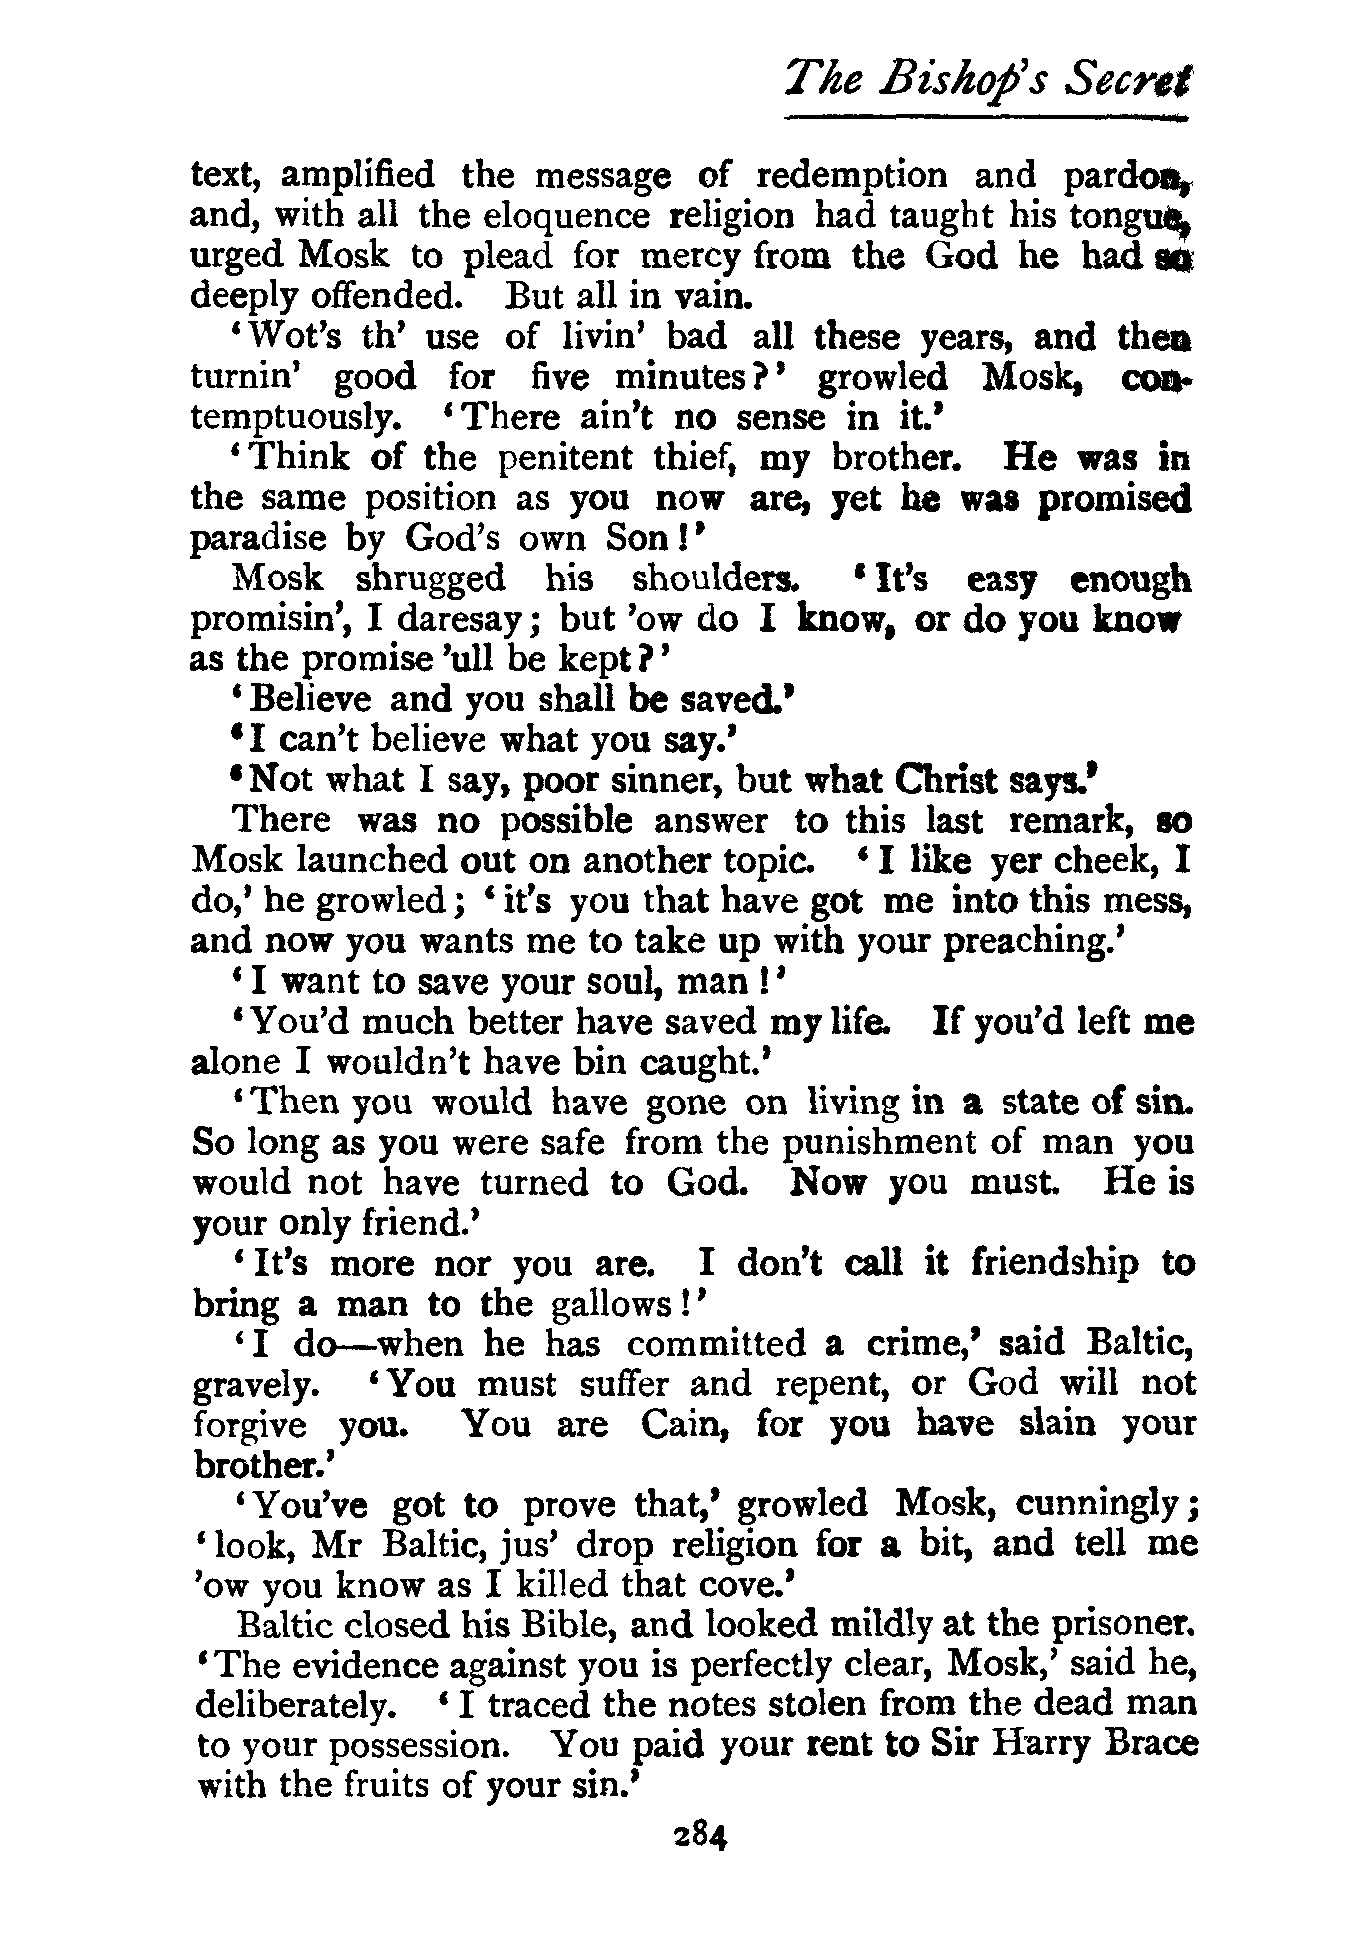 The Bishop's Secret
text, amplified the message of redemption and pardon,
and, with all the eloquence religion had taught his tongue,
urged Mosk to plead for mercy from the God he had so
deeply offended. But all in vain.
‘Wot's th’ use of livin’ bad all these years, and then
turnin’ good for five minutes?’ growled Mosk, con-
temptuously. ‘There ain't no sense in it.’
‘Think of the penitent thief, my brother. He was in
the same position as you now are, yet he was promised
paradise by God's own Son!’
Mosk shrugged his shoulders. ‘It's easy enough
promisin’, I daresay; but ’ow do I know, or do you know
as the promise ’ull be kept?’
‘Believe and you shall be saved.’
‘I can't believe what you say.’
‘Not what I say, poor sinner, but what Christ says.’
There was no possible answer to this last remark, so
Mosk launched out on another topic. ‘I like yer cheek, I
do,’ he growled; ‘it's you that have got me into this mess,
and now you wants me to take up with your preaching.’
‘I want to save your soul, man!’
‘You'd much better have saved my life. If you'd left me
alone I wouldn't have bin caught.’
‘Then you would have gone on living in a state of sin.
So long as you were safe from the punishment of man you
would not have turned to God. Now you must. He is
your only friend.’
‘It's more nor you are. I don't call it friendship to
bring a man to the gallows!’
‘I do—when he has committed a crime,’ said Baltic,
gravely. ‘You must suffer and repent, or God will not
forgive you. You are Cain, for you have slain your
brother.’
‘You've got to prove that,’ growled Mosk, cunningly;
‘look, Mr Baltic, jus’ drop religion for a bit, and tell me
’ow you know as I killed that cove.’
Baltic closed his Bible, and looked mildly at the prisoner.
‘The evidence against you is perfectly clear, Mosk,’ said he,
deliberately. ‘I traced the notes stolen from the dead man
to your possession. You paid your rent to Sir Harry Brace
with the fruits of your sin.’
284